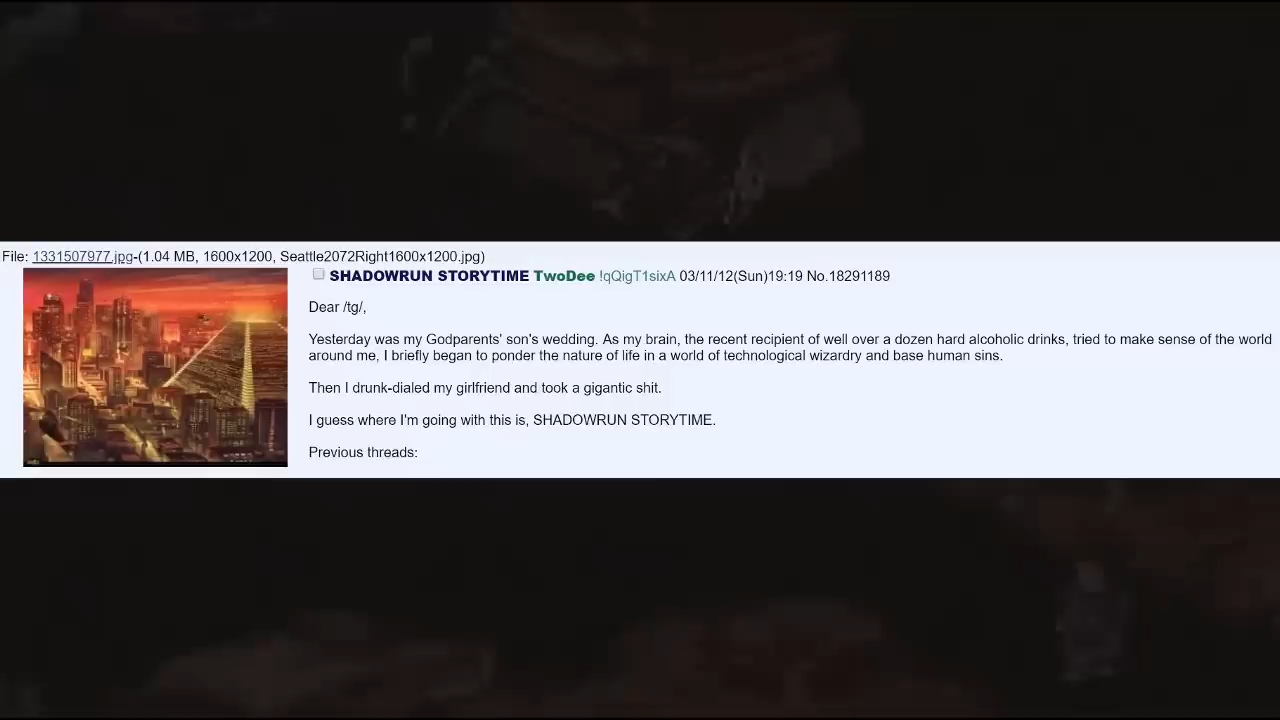 File: 1331507977.jpg-(1.04 MB, 1600x1200, Seattle2072Right1600x1200.jpg)
SHADOWRUN STORYTIME TwoDee !qQigT1sixA 03/11/12(Sun)19:19 No.18291189
Dear /tg/,
Yesterday was my Godparents' son's wedding. As my brain, the recent recipient of well over a dozen hard alcoholic drinks, tried to make sense of the world
around me, I briefly began to ponder the nature of life in a world of technological wizardry and base human sins.
Then I drunk-dialed my girlfriend and took a gigantic shit.
I guess where I'm going with this is, SHADOWRUN STORYTIME.
Previous threads: